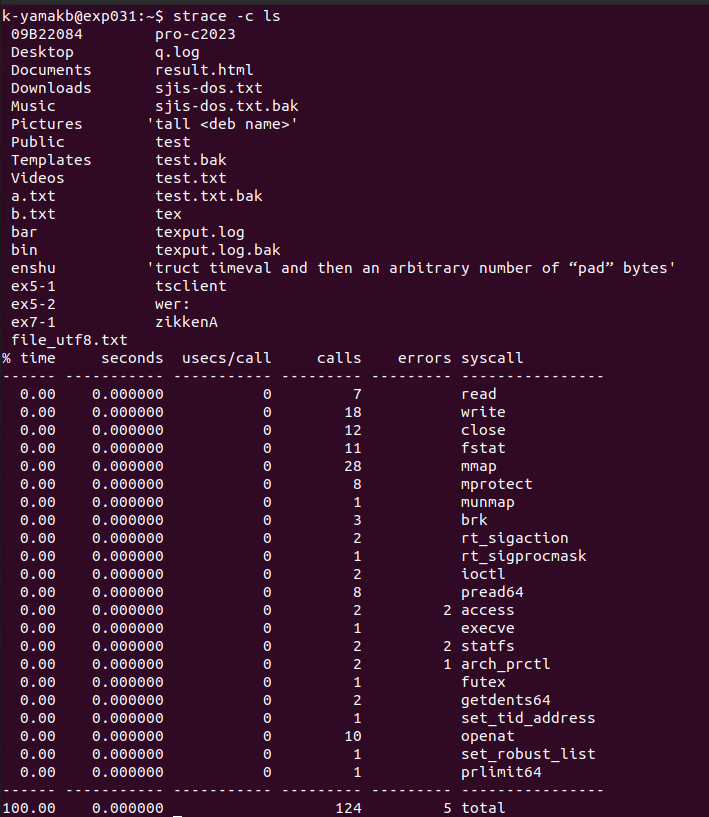 k-yamakb@exp031:~$ strace -c ls
 09B22084        pro-c2023
 Desktop         q.log
 Documents       result.html
 Downloads       sjis-dos.txt
 Music           sjis-dos.txt.bak
 Pictures       'tall <deb name>'
 Public          test
 Templates       test.bak
 Videos          test.txt
 a.txt           test.txt.bak
 b.txt           tex
 bar             texput.log
 bin             texput.log.bak
 enshu          'truct timeval and then an arbitrary number of “pad” bytes'
 ex5-1           tsclient
 ex5-2           wer:
 ex7-1           zikkenA
 file_utf8.txt
% time     seconds  usecs/call     calls    errors syscall
------ ----------- ----------- --------- --------- ----------------
  0.00    0.000000           0         7           read
  0.00    0.000000           0        18           write
  0.00    0.000000           0        12           close
  0.00    0.000000           0        11           fstat
  0.00    0.000000           0        28           mmap
  0.00    0.000000           0         8           mprotect
  0.00    0.000000           0         1           munmap
  0.00    0.000000           0         3           brk
  0.00    0.000000           0         2           rt_sigaction
  0.00    0.000000           0         1           rt_sigprocmask
  0.00    0.000000           0         2           ioctl
  0.00    0.000000           0         8           pread64
  0.00    0.000000           0         2         2 access
  0.00    0.000000           0         1           execve
  0.00    0.000000           0         2         2 statfs
  0.00    0.000000           0         2         1 arch_prctl
  0.00    0.000000           0         1           futex
  0.00    0.000000           0         2           getdents64
  0.00    0.000000           0         1           set_tid_address
  0.00    0.000000           0        10           openat
  0.00    0.000000           0         1           set_robust_list
  0.00    0.000000           0         1           prlimit64
------ ----------- ----------- --------- --------- ----------------
100.00    0.000000                   124         5 total